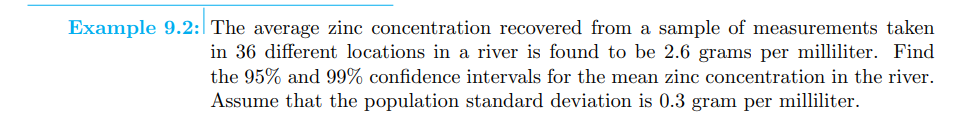 Example 9.2: The average zinc concentration recovered from a sample of measurements taken
in 36 different locations in a river is found to be 2.6 grams per milliliter. Find
the 95% and 99% confidence intervals for the mean zinc concentration in the river.
Assume that the population standard deviation is 0.3 gram per milliliter.